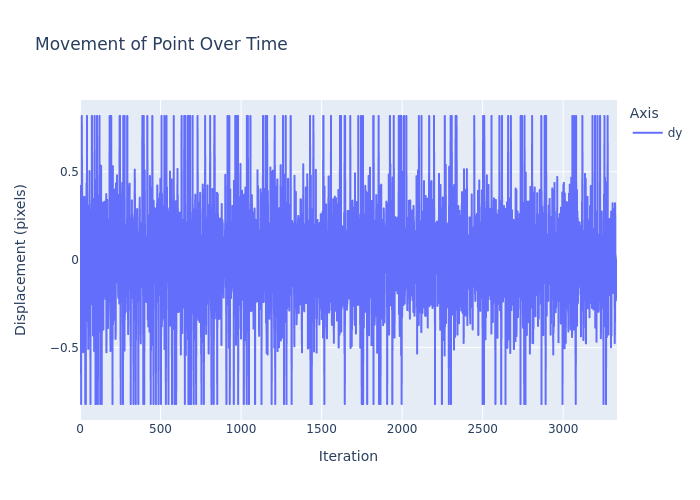 Movement of Point Over Time
Axis
dy
0.5
0
−0.5
Displacement (pixels)
0 500 1000 1500 2000 2500 3000
Iteration